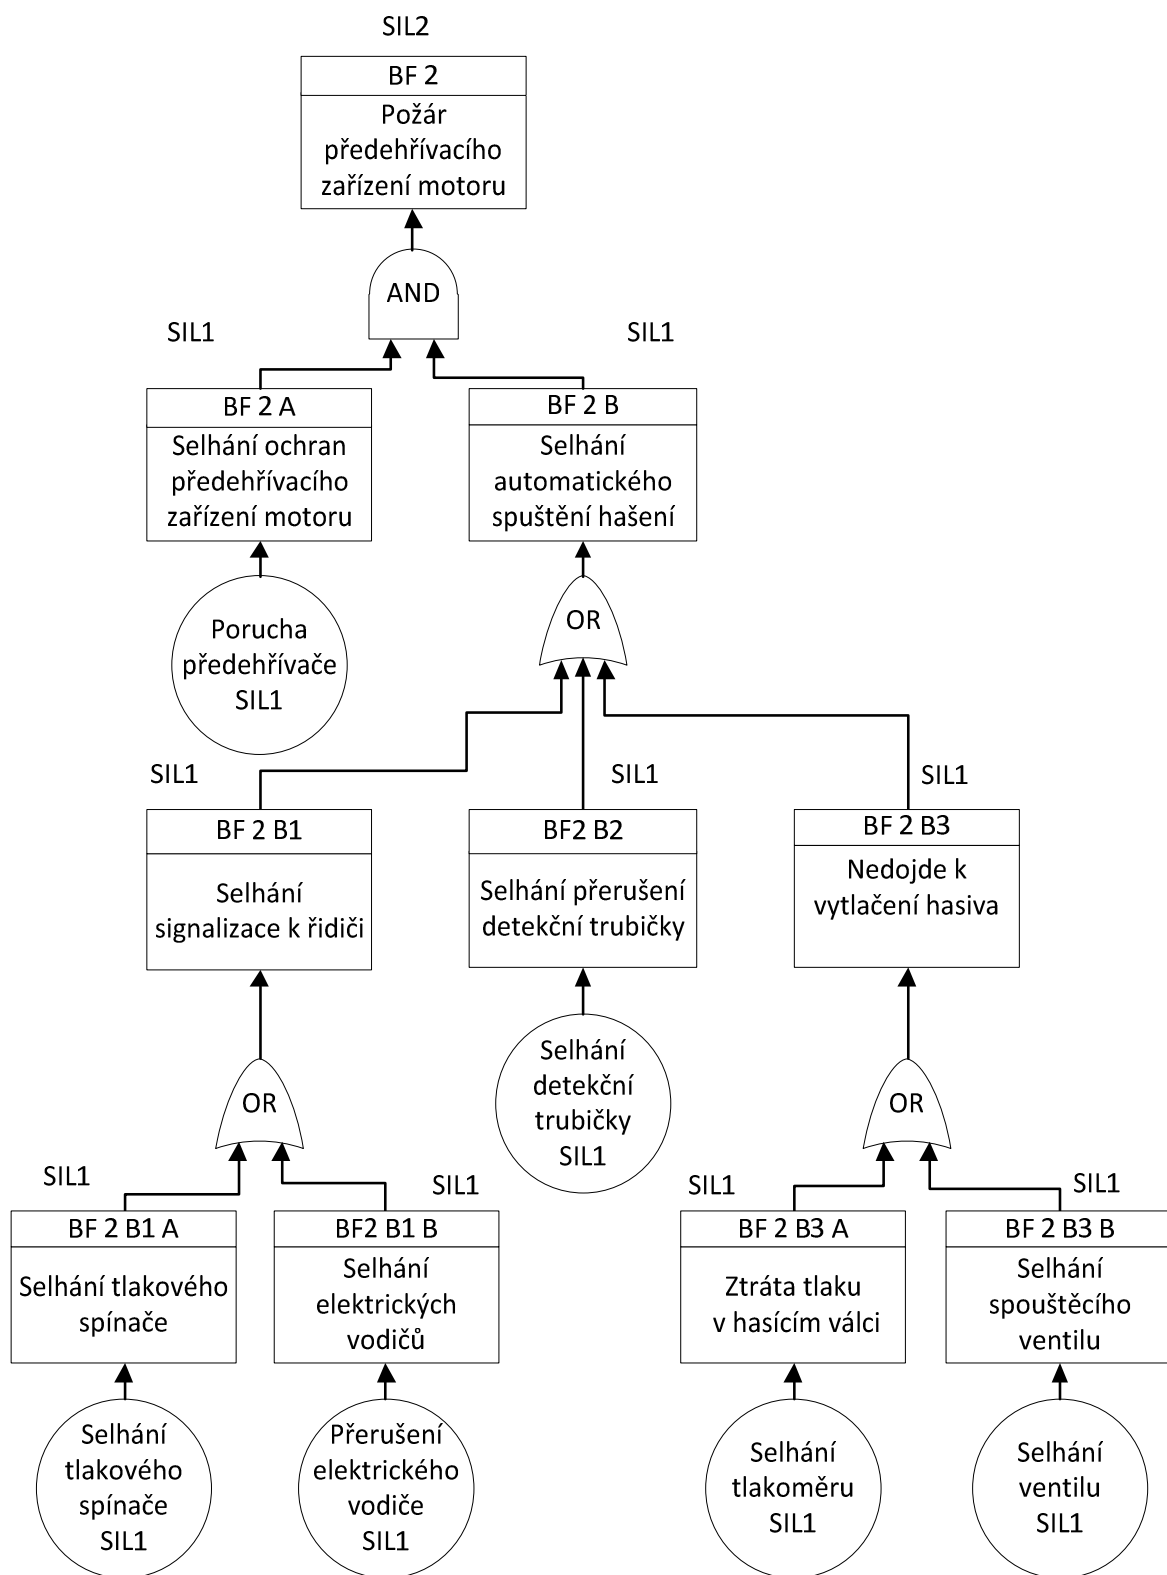 SIL2
BF 2
Požár
předehřívacího
zařízení motoru
AND
SIL1
SIL1
BF 2 A
Selhání ochran
předehřívacího
zařízení motoru
BF 2 B
Selhání
automatického
spuštění hašení
Porucha
předehřívače
SIL1
OR
SIL1
SIL1
SIL1
BF 2 B1
Selhání
signalizace k řidiči
BF2 B2
Selhání přerušení
detekční trubičky
BF 2 B3
Nedojde k
vytlačení hasiva
OR
Selhání
detekční
trubičky
SIL1
OR
SIL1
SIL1
SIL1
SIL1
BF 2 B1 A
Selhání tlakového
spínače
BF2 B1 B
Selhání
elektrických
vodičů
BF 2 B3 A
Ztráta tlaku
v hasícím válci
BF 2 B3 B
Selhání
spouštěcího
ventilu
Selhání
tlakového
spínače
SIL1
Přerušení
elektrického
vodiče
SIL1
Selhání
tlakoměru
SIL1
Selhání
ventilu
SIL1